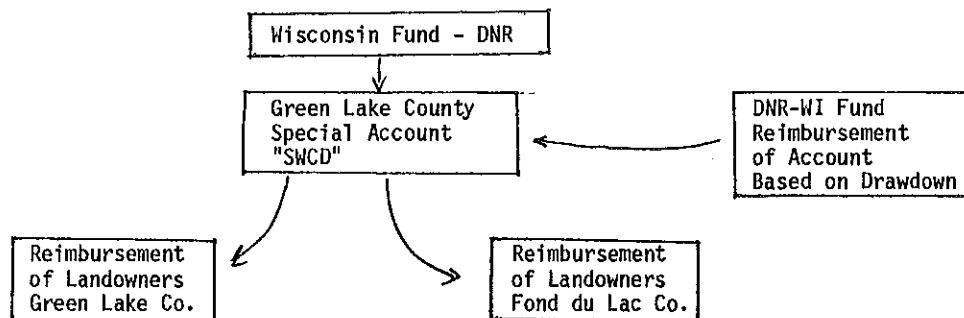 Wisconsin Fund - DNR
Green Lake County
Special Account
"SWCD"
DNR-WI Fund
Reimbursement
of Account
Based on Drawdown
Reimbursement
of Landowners
Green Lake Co.
Reimbursement
of Landowners
Fond du Lac Co.